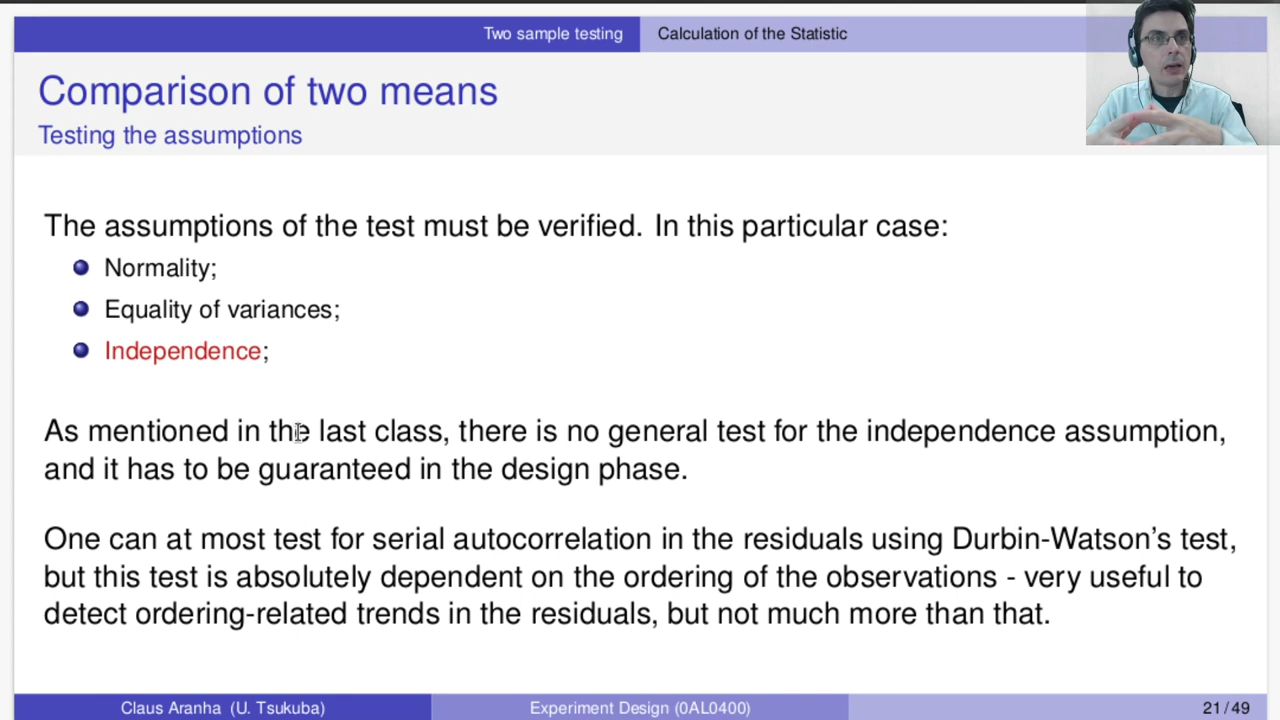 Two sample testing
Calculation of the Statistic
Comparison of two means
Testing the assumptions
The assumptions of the test must be verified. In this particular case:
Normality;
Equality of variances;
Independence;
As mentioned in the last class, there is no general test for the independence assumption,
and it has to be guaranteed in the design phase.
One can at most test for serial autocorrelation in the residuals using Durbin-Watson's test,
but this test is absolutely dependent on the ordering of the observations - very useful to
detect ordering-related trends in the residuals, but not much more than that.
Claus Aranha (U. Tsukuba)
Experiment Design (0AL0400)
21/49